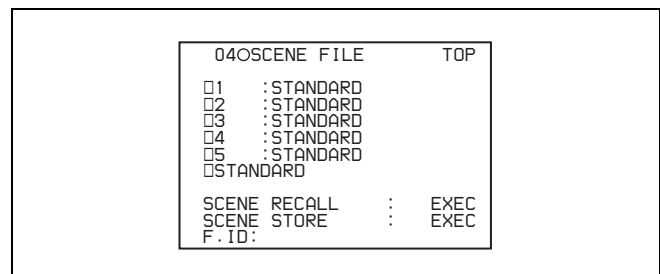 04○SCENE FILE TOP
□1 :STANDARD
□2 :STANDARD
□3 :STANDARD
□4 :STANDARD
□5 :STANDARD
□STANDARD
SCENE RECALL : EXEC
SCENE STORE : EXEC
F.ID: